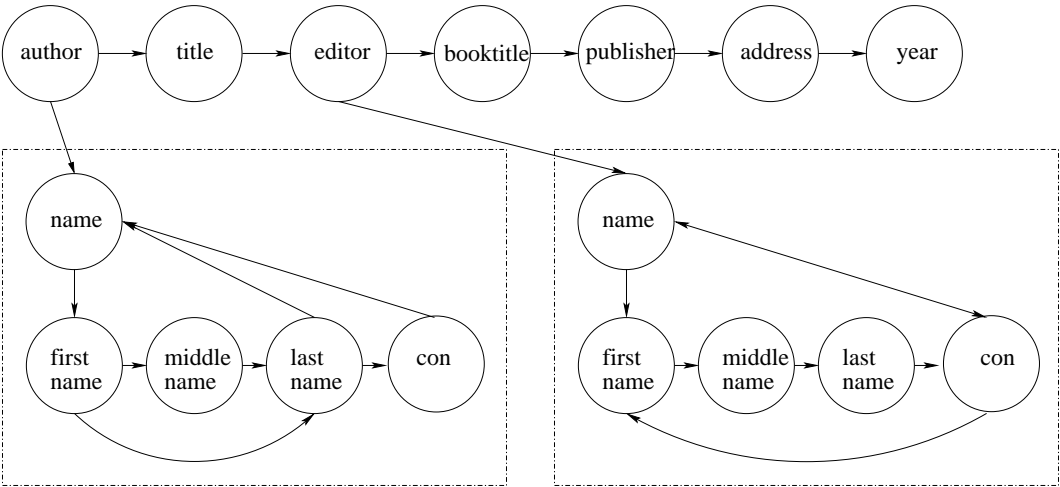 author title editor booktitle publisher address year
name name
first middle last con first middle last con
name name name name name name